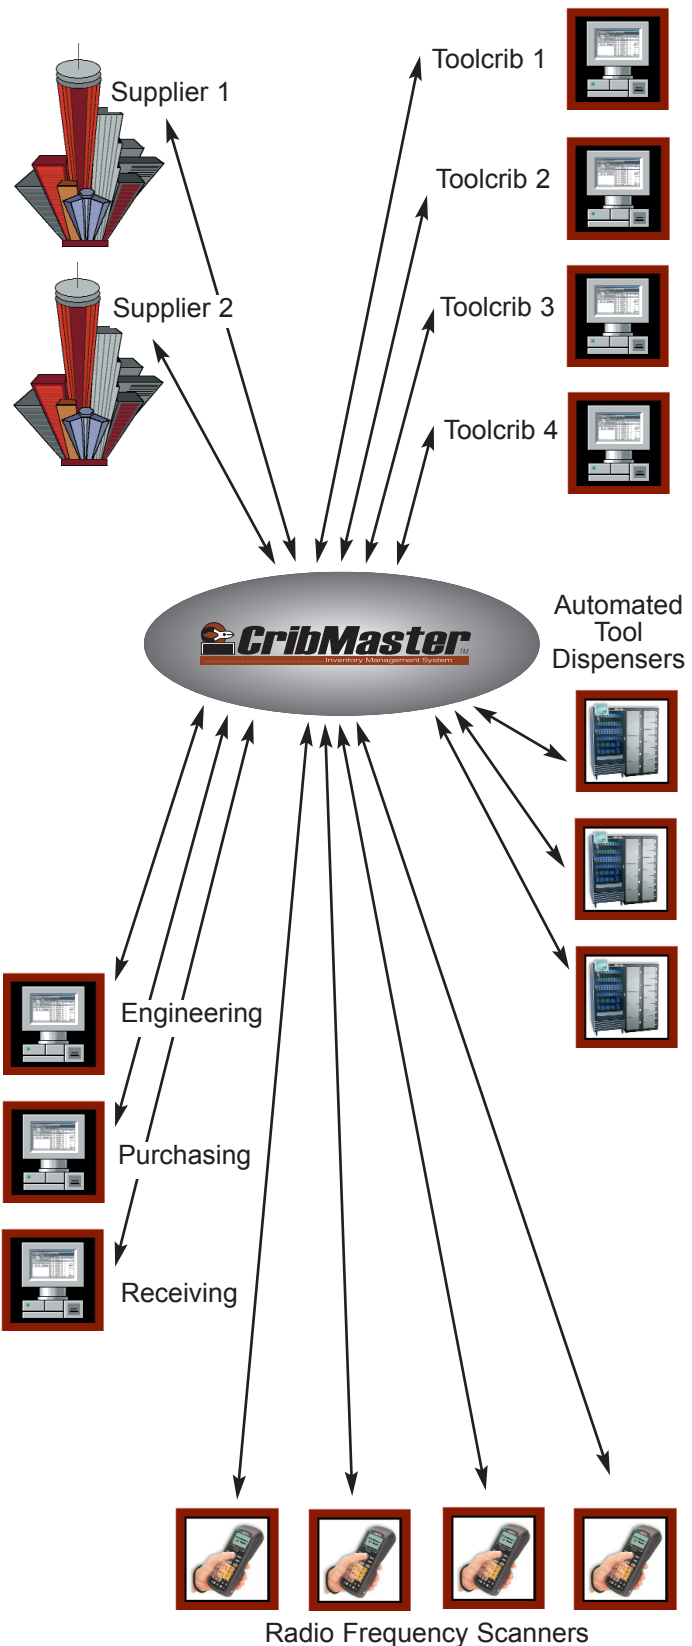 Supplier 1
Supplier 2
Toolcrib 1
Toolcrib 2
Toolcrib 3
Toolcrib 4
CribMaster TM
Inventory Management System
Automated
Tool
Dispensers
Engineering
Purchasing
Receiving
Radio Frequency Scanners